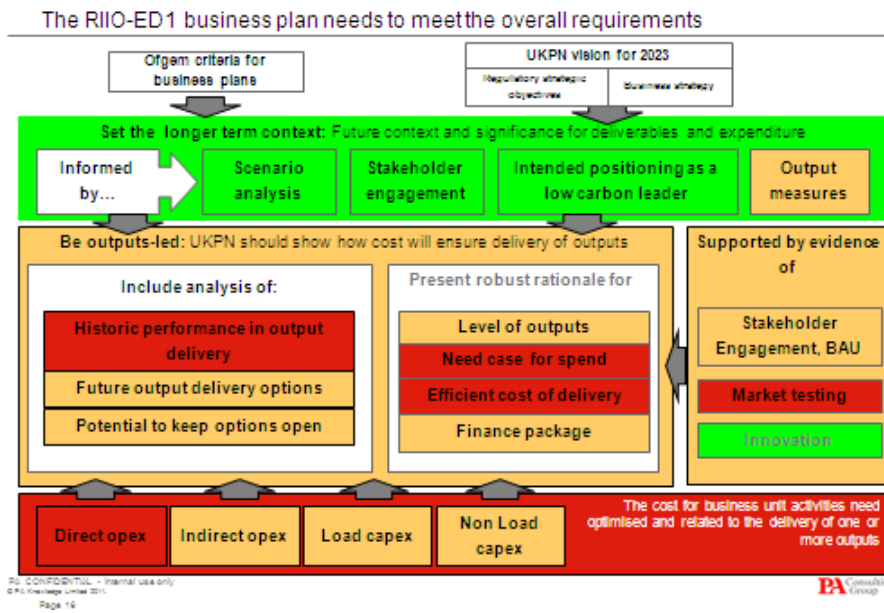 The RIIO-ED1 business plan needs to meet the overall requirements
Ofgem criteria for
business plans
UKPN vision for 2023
Regulatory strategic
objectives
Business strategy
Set the longer term context: Future context and significance for deliverables and expenditure
Informed
by...
Scenario
analysis
Stakeholder
engagement
Intended positioning as a
low carbon leader
Output
measures
Be outputs-led: UKPN should show how cost will ensure delivery of outputs
Include analysis of:
Historic performance in output
delivery
Future output delivery options
Potential to keep options open
Present robust rationale for
Level of outputs
Need case for spend
Efficient cost of delivery
Finance package
Supported by evidence
of
Stakeholder
Engagement, BAU
Market testing
Innovation
Direct opex
Indirect opex
Load capex
Non Load
capex
The cost for business unit activities need
optimised and related to the delivery of one or
more outputs
PA CONFIDENTIAL - Internal use only
© PA Knowledge Limited 2011.
Page 16
PA Consulti
Group